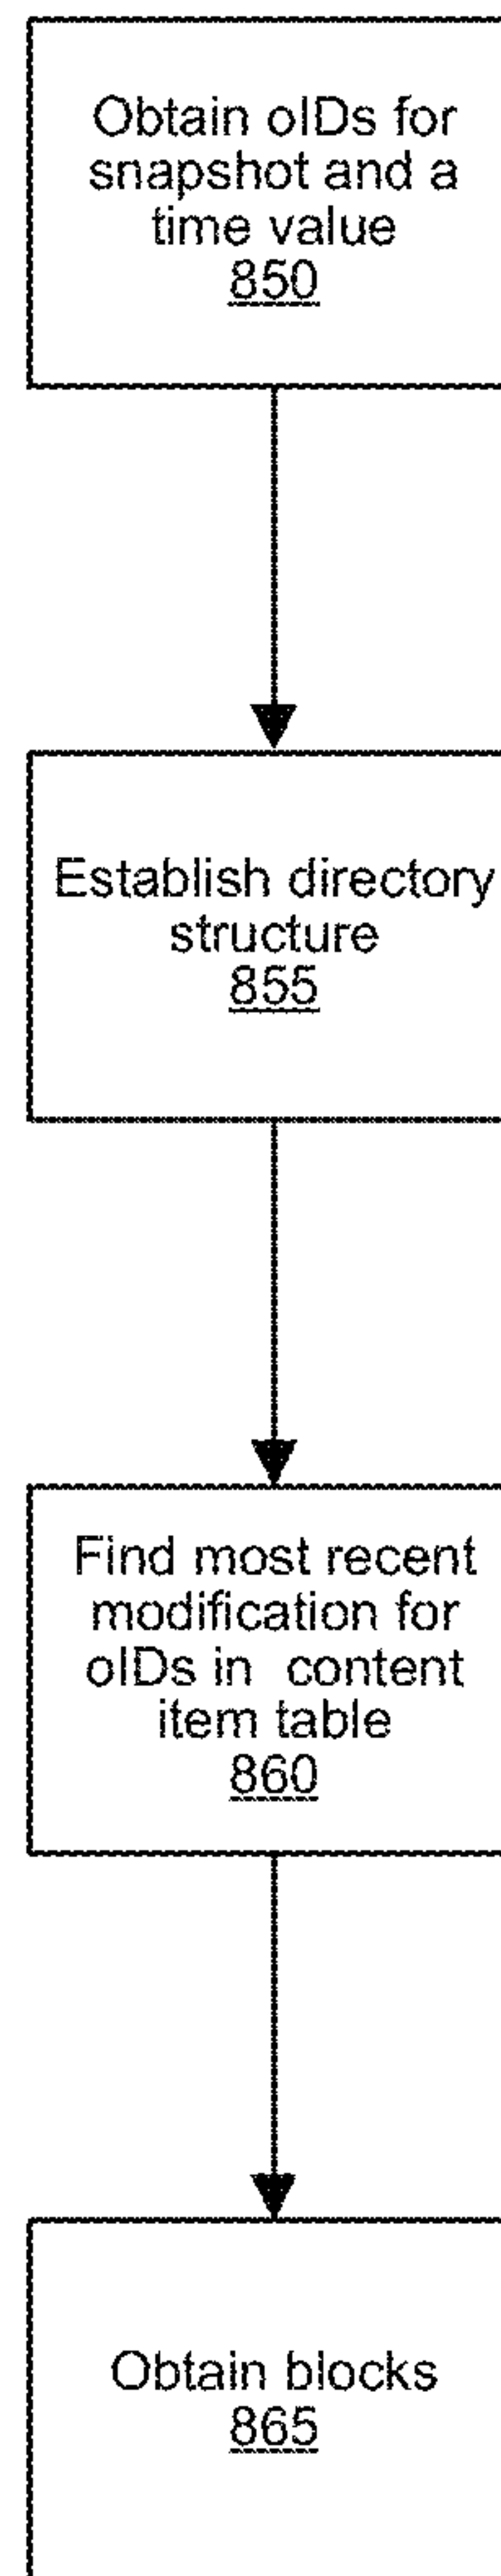 Obtain oIDs for
snapshot and a
time value
850
Establish directory
structure
855
Find most recent
modification for
oIDs in content
item table
860
Obtain blocks
865